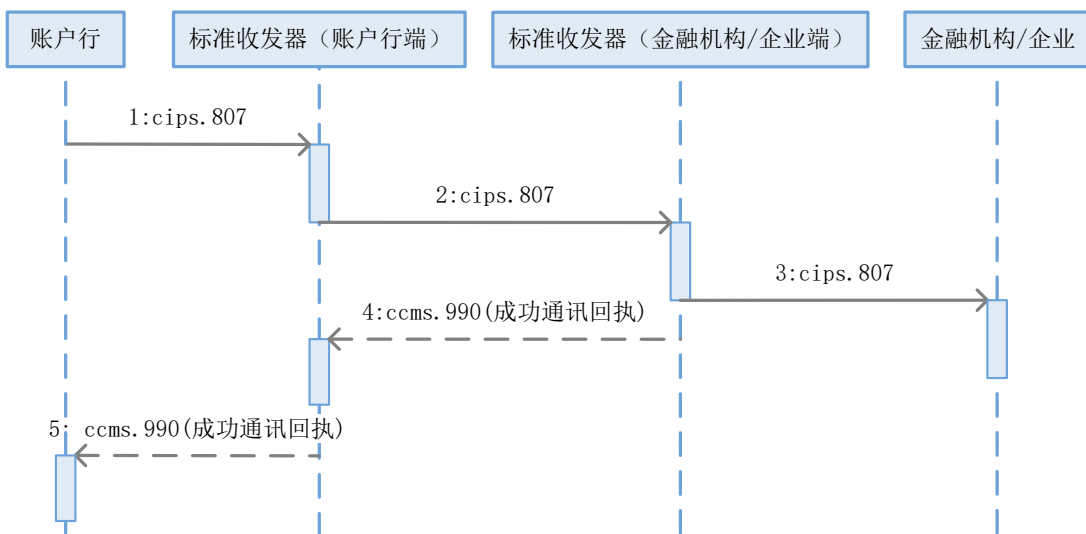 账户行
标准收发器（账户行端）
标准收发器（金融机构/企业端）
金融机构/企业
1:cips.807
2:cips.807
3:cips.807
4:ccms.990(成功通讯回执)
5: ccms.990(成功通讯回执)